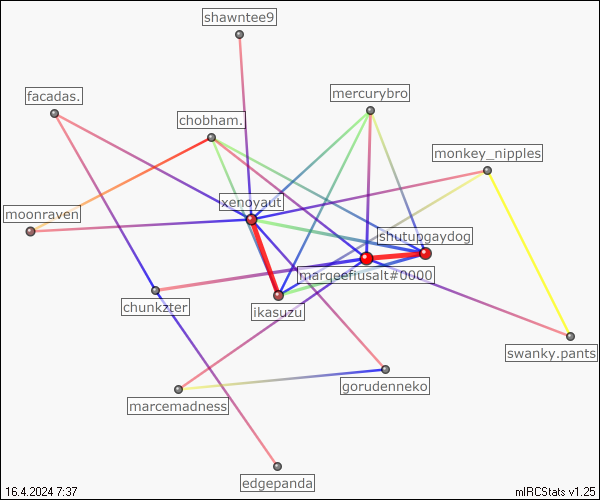 shawntee9
facadas.
mercurybro
chobham.
monkey_nipples
xenoyaut
moonraven
shutupgaydog
marqeefiusalt#0000
chunkzter
ikasuzu
swanky.pants
gorudenneko
marcemadness
edgepanda
16.4.2024 7:37
mIRCStats v1.25